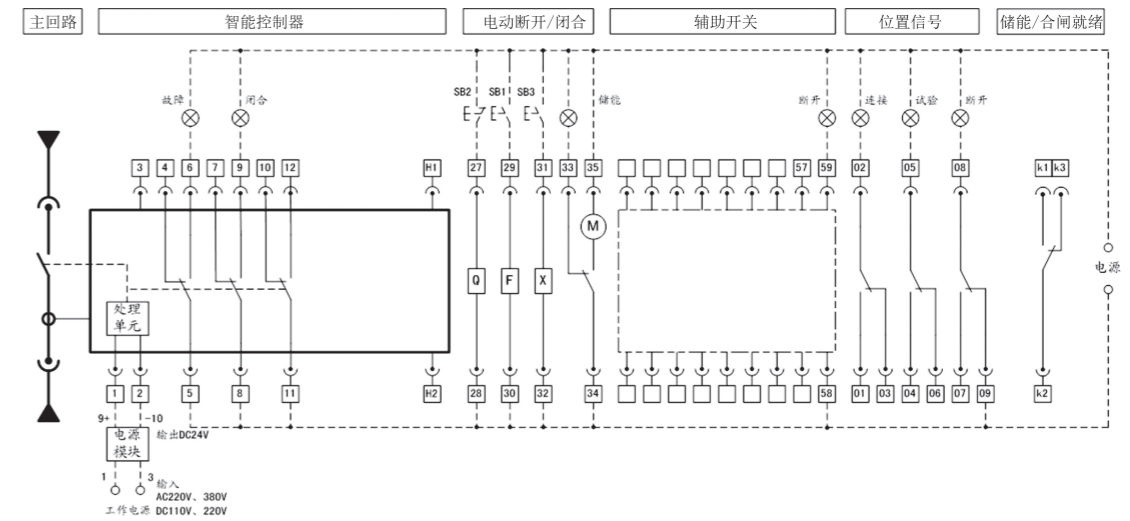 主回路 智能控制器 电动断开/闭合 辅助开关 位置信号 储能/合闸就绪
SB2 SB1 SB3
故障 闭合 储能 断开 连接 试验 断开
3 4 6 7 9 10 12 H1 27 29 31 33 35 57 59 02 05 08 k1 k3
M
电源
Q F X
处理
单元
1 2 5 8 11 H2 28 30 32 34 58 01 03 04 06 07 09 k2
9+ -10
电源
模块
输出DC24V
1 3
输入
AC220V、380V
工作电源 DC110V、220V